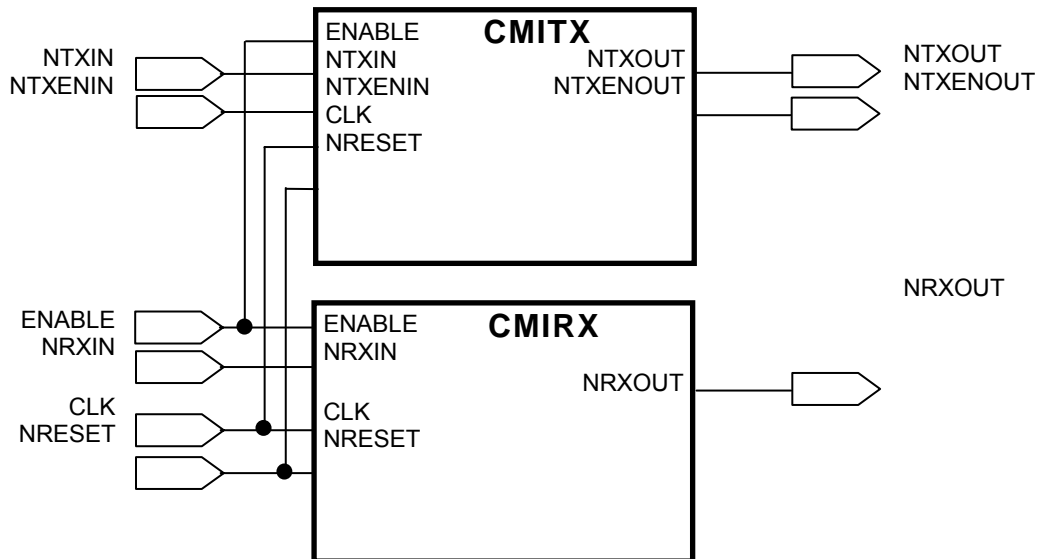 NTXIN
NTXENIN
ENABLE
NTXIN
NTXENIN
CLK
NRESET
CMITX
NTXOUT
NTXENOUT
NTXOUT
NTXENOUT
ENABLE
NRXIN
CLK
NRESET
ENABLE
NRXIN
CLK
NRESET
CMIRX
NRXOUT
NRXOUT